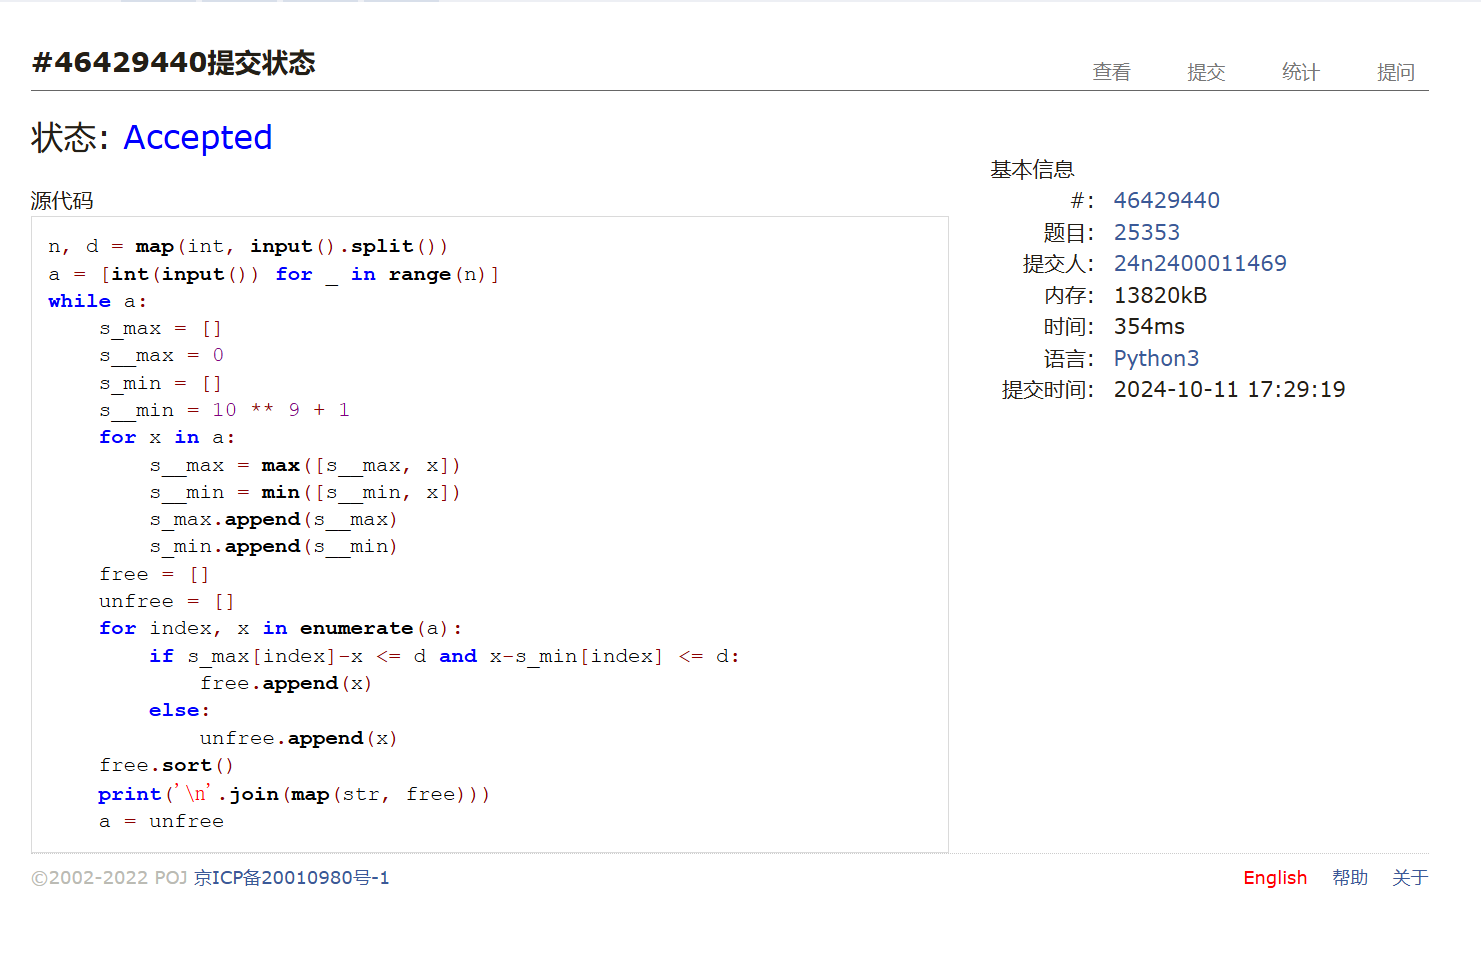 #46429440提交状态
查看 提交 统计 提问
状态: Accepted
源代码
n, d = map(int, input().split())
a = [int(input()) for _ in range(n)]
while a:
    s_max = []
    s__max = 0
    s_min = []
    s__min = 10 ** 9 + 1
    for x in a:
        s__max = max([s__max, x])
        s__min = min([s__min, x])
        s_max.append(s__max)
        s_min.append(s__min)
    free = []
    unfree = []
    for index, x in enumerate(a):
        if s_max[index]-x <= d and x-s_min[index] <= d:
            free.append(x)
        else:
            unfree.append(x)
    free.sort()
    print('\n'.join(map(str, free)))
    a = unfree
基本信息
#: 46429440
题目: 25353
提交人: 24n2400011469
内存: 13820kB
时间: 354ms
语言: Python3
提交时间: 2024-10-11 17:29:19
©2002-2022 POJ 京ICP备20010980号-1
English 帮助 关于